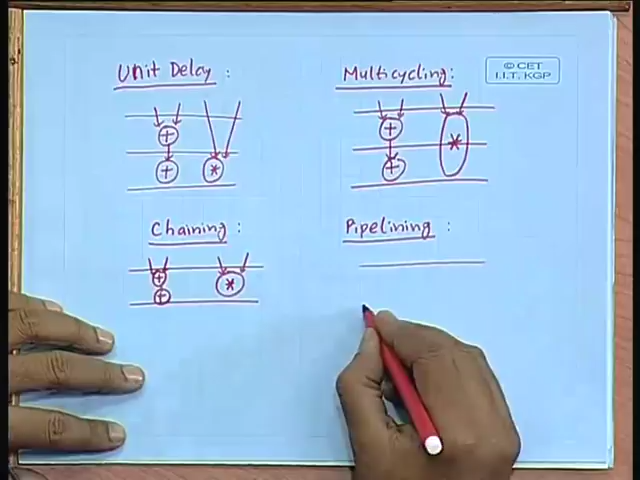 Unit Delay :
+
+ *
Multicycling:
+ *
+
© CET
I.I.T, KGP
Chaining :
+ *
+
Pipelining :